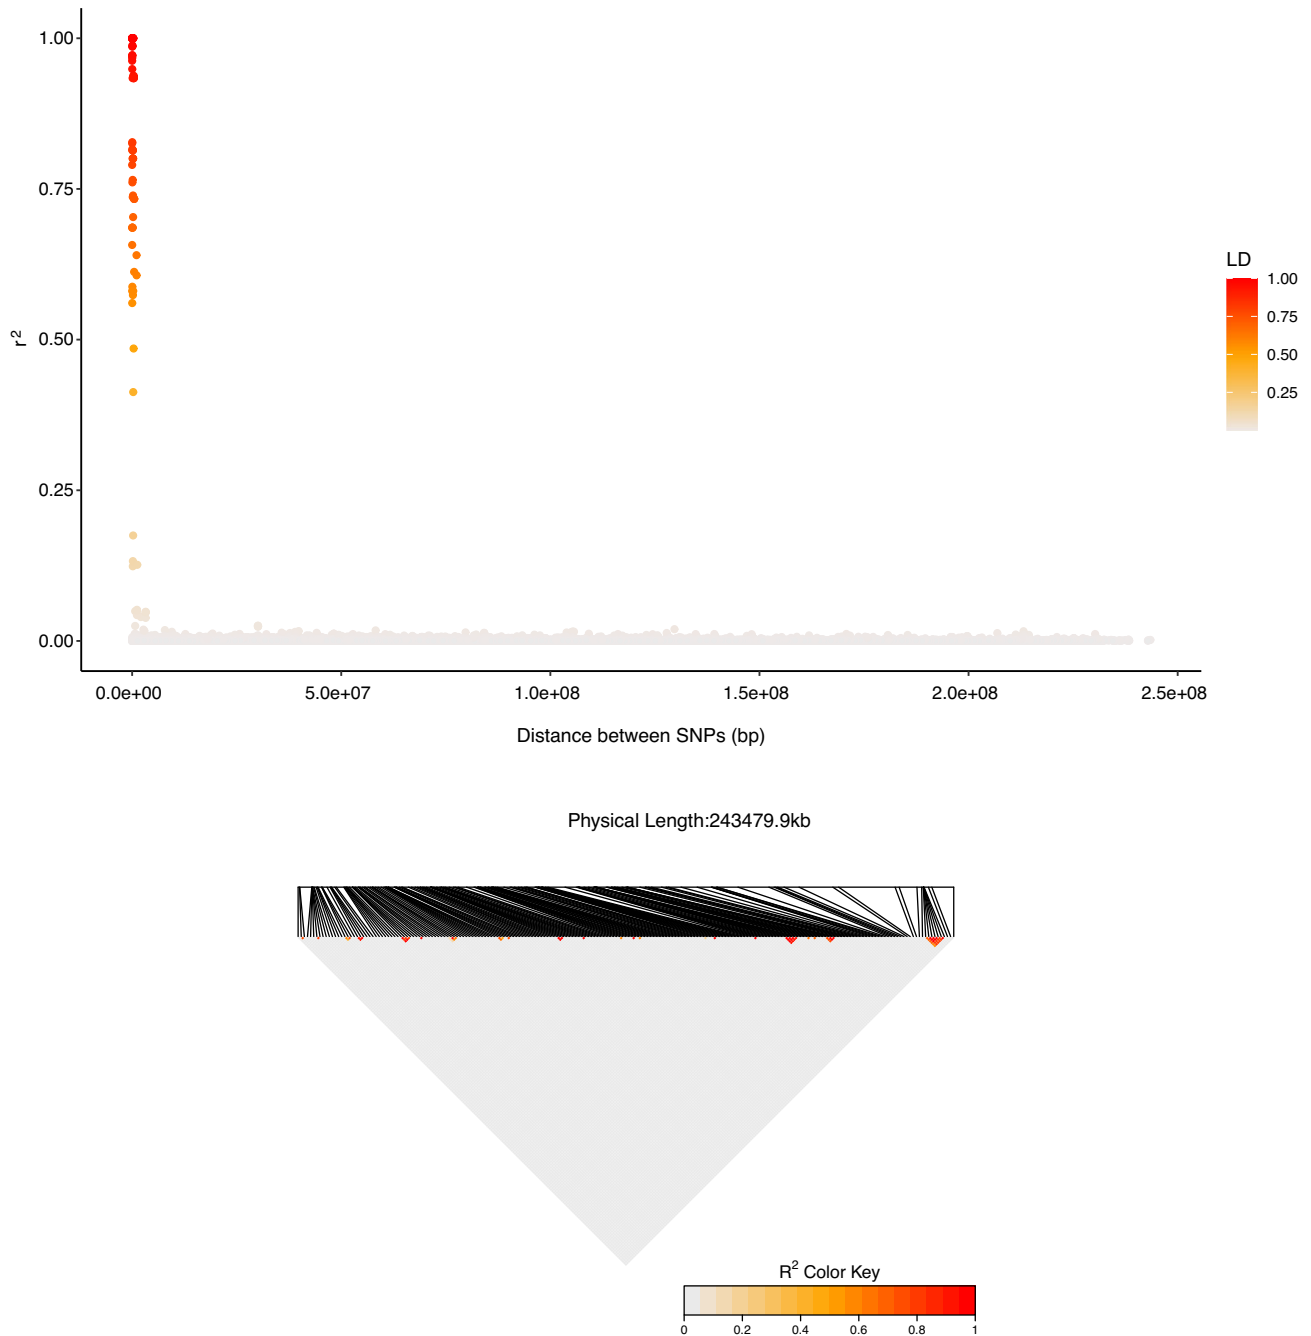 1.00
0.75
0.50
0.25
0.00
r²
0.0e+00 5.0e+07 1.0e+08 1.5e+08 2.0e+08 2.5e+08
Distance between SNPs (bp)
LD
1.00
0.75
0.50
0.25
Physical Length:243479.9kb
R² Color Key
0 0.2 0.4 0.6 0.8 1